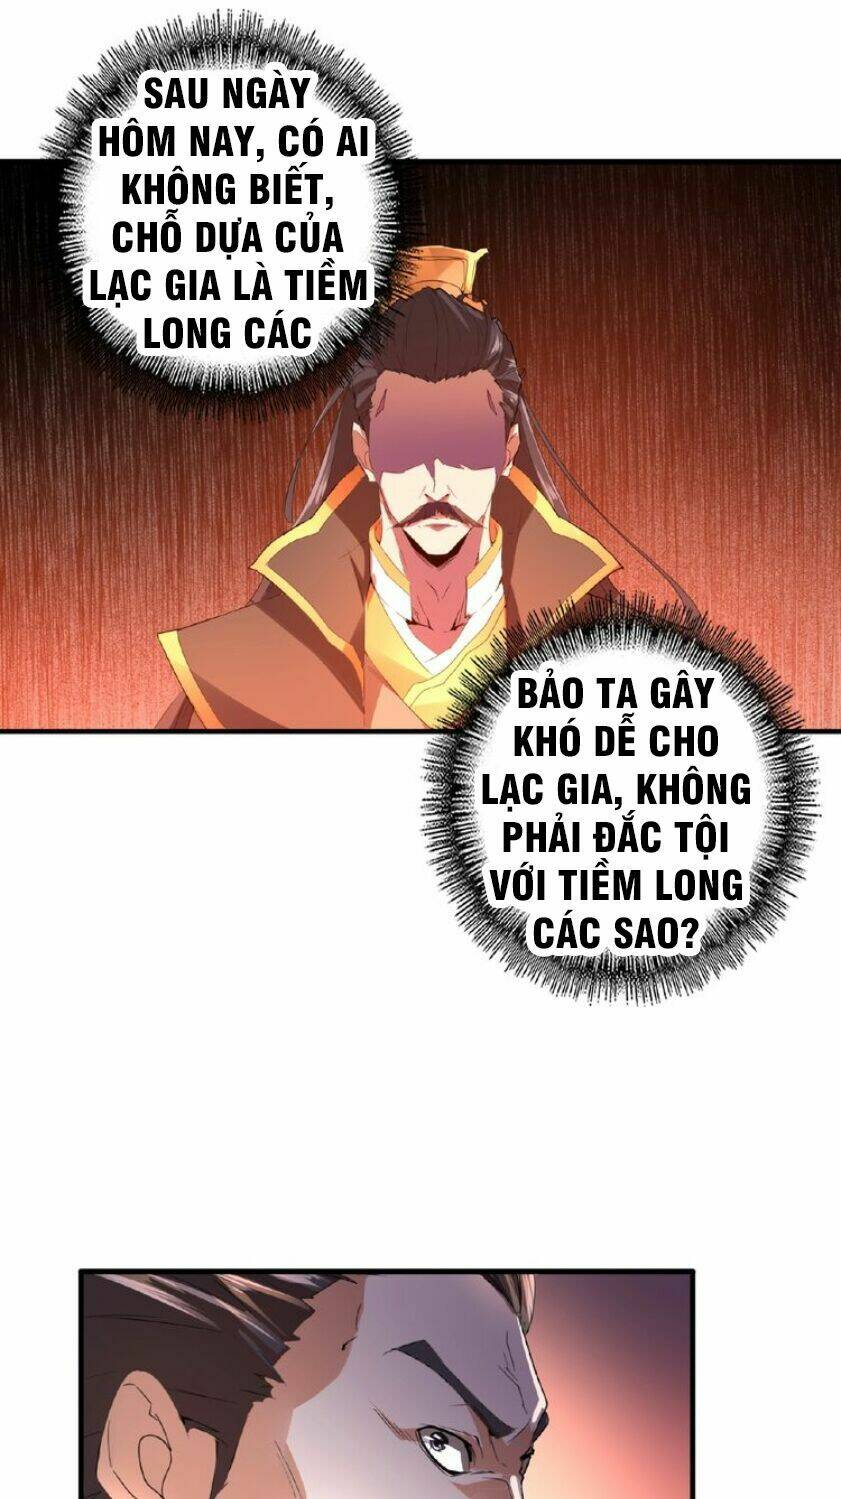 SAU NGÀY
HÔM NAY, CÓ AI
KHÔNG BIẾT,
CHỖ DỰA CỦA
LẠC GIA LÀ TIỀM
LONG CÁC
BẢO TA GÂY
KHÓ DỄ CHO
LẠC GIA, KHÔNG
PHẢI ĐẮC TỘI
VỚI TIỀM LONG
CÁC SAO?